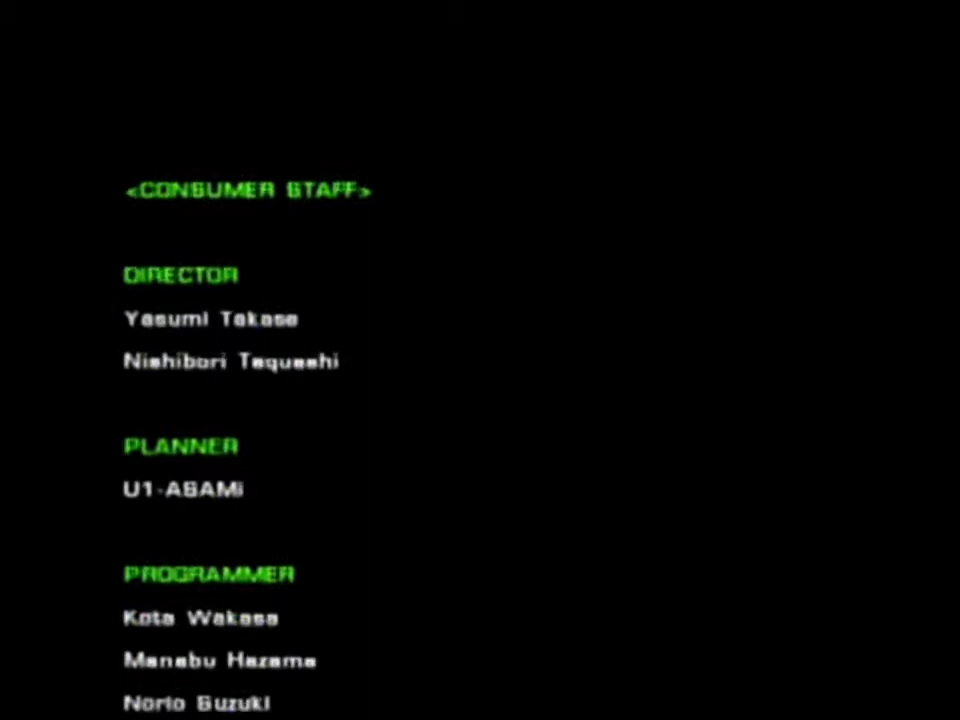 <CONSUMER STAFF>
DIRECTOR
Yasumi Takase
Nishibori Taqueshi
PLANNER
U1-ASAMi
PROGRAMMER
Kota Wakasa
Manabu Hazama
Norio Suzuki